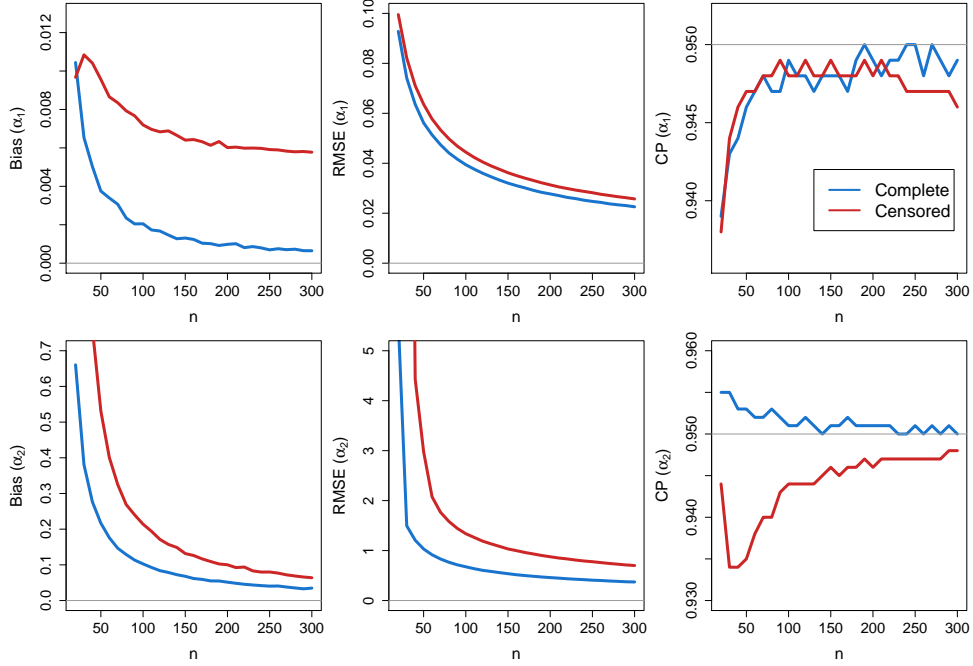 0.000 0.004 0.008 0.012
Bias (α1)
50 100 150 200 250 300
n
0.00 0.02 0.04 0.06 0.08 0.10
RMSE (α1)
50 100 150 200 250 300
n
0.940 0.945 0.950
CP (α1)
Complete
Censored
50 100 150 200 250 300
n
0.0 0.1 0.2 0.3 0.4 0.5 0.6 0.7
Bias (α2)
50 100 150 200 250 300
n
0 1 2 3 4 5
RMSE (α2)
50 100 150 200 250 300
n
0.930 0.940 0.950 0.960
CP (α2)
50 100 150 200 250 300
n